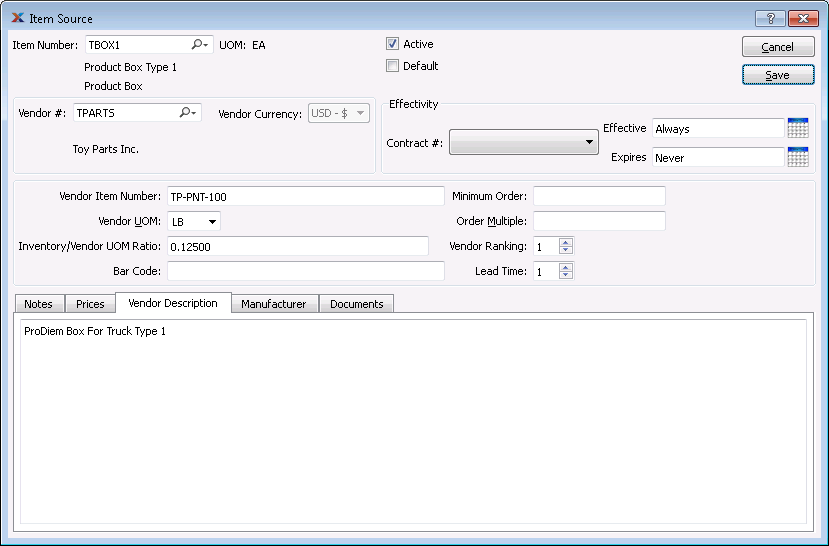 Item Source
?
Item Number: TBOX1 UOM: EA
Active
Cancel
Product Box Type 1
Default
Product Box
Save
Vendor #: TPARTS Vendor Currency: USD - $
Effectivity
Contract #:
Effective Always
Toy Parts Inc.
Expires Never
Vendor Item Number: TP-PNT-100 Minimum Order:
Vendor UOM: LB Order Multiple:
Inventory/Vendor UOM Ratio: 0.12500 Vendor Ranking: 1
Bar Code: Lead Time: 1
Notes Prices Vendor Description Manufacturer Documents
ProDiem Box For Truck Type 1